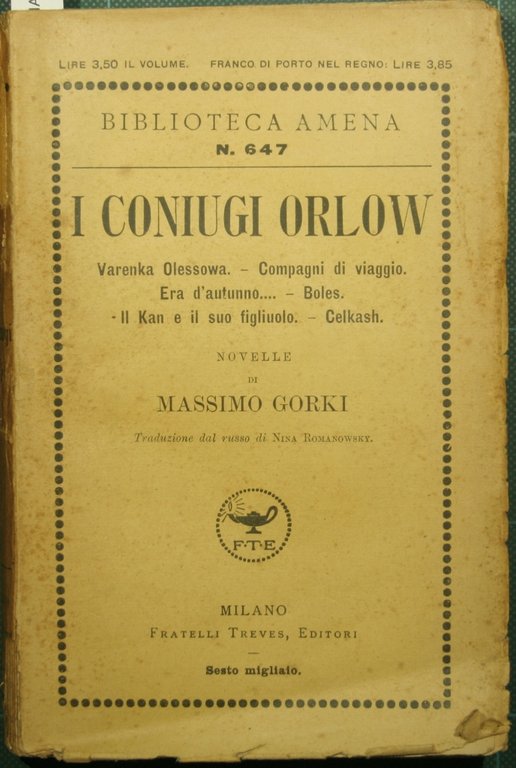 LIRE 3,50 IL VOLUME. FRANCO DI PORTO NEL REGNO: LIRE 3,85
BIBLIOTECA AMENA
N. 647
I CONIUGI ORLOW
Varenka Olessowa. – Compagni di viaggio.
Era d'autunno.... – Boles.
- Il Kan e il suo figliuolo. – Celkash.
NOVELLE
DI
MASSIMO GORKI
Traduzione dal russo di NINA ROMANOWSKY.
F·T·E
MILANO
FRATELLI TREVES, EDITORI
Sesto migliaio.